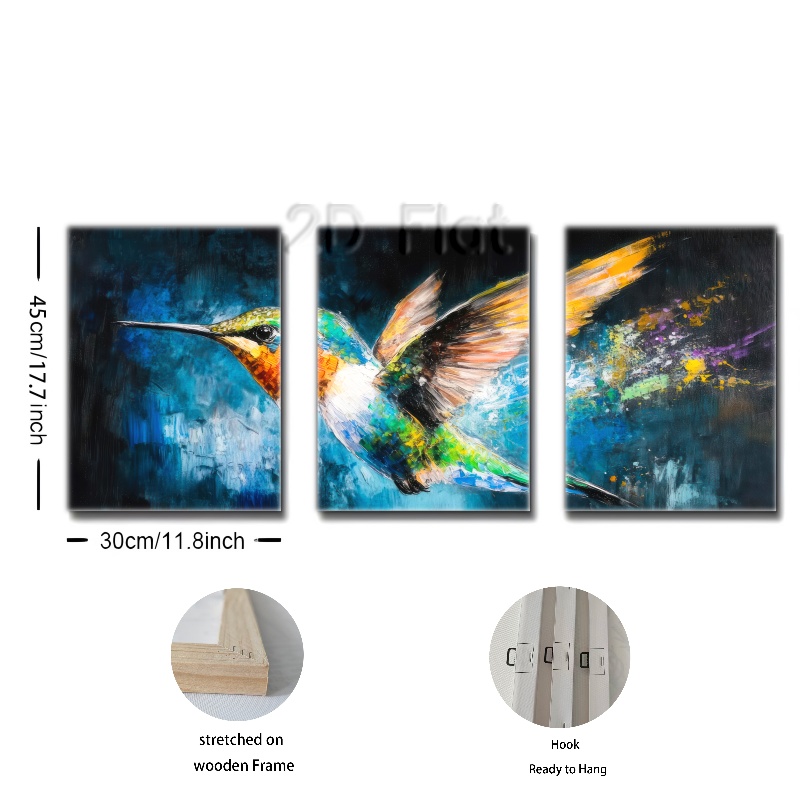 2D Flat
45cm/17.7inch
30cm/11.8inch
stretched on
wooden Frame
Hook
Ready to Hang